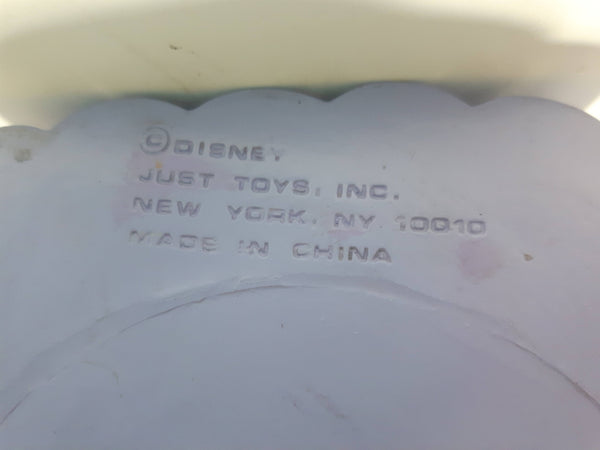 ©DISNEY
JUST TOYS, INC.
NEW YORK, NY 10010
MADE IN CHINA